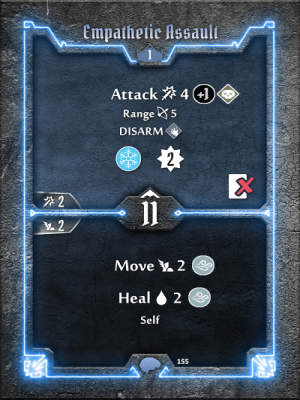 Empathetic Assault
1
Attack 4 +1
Range 5
DISARM
2
2
11
2
Move 2
Heal 2
Self
155